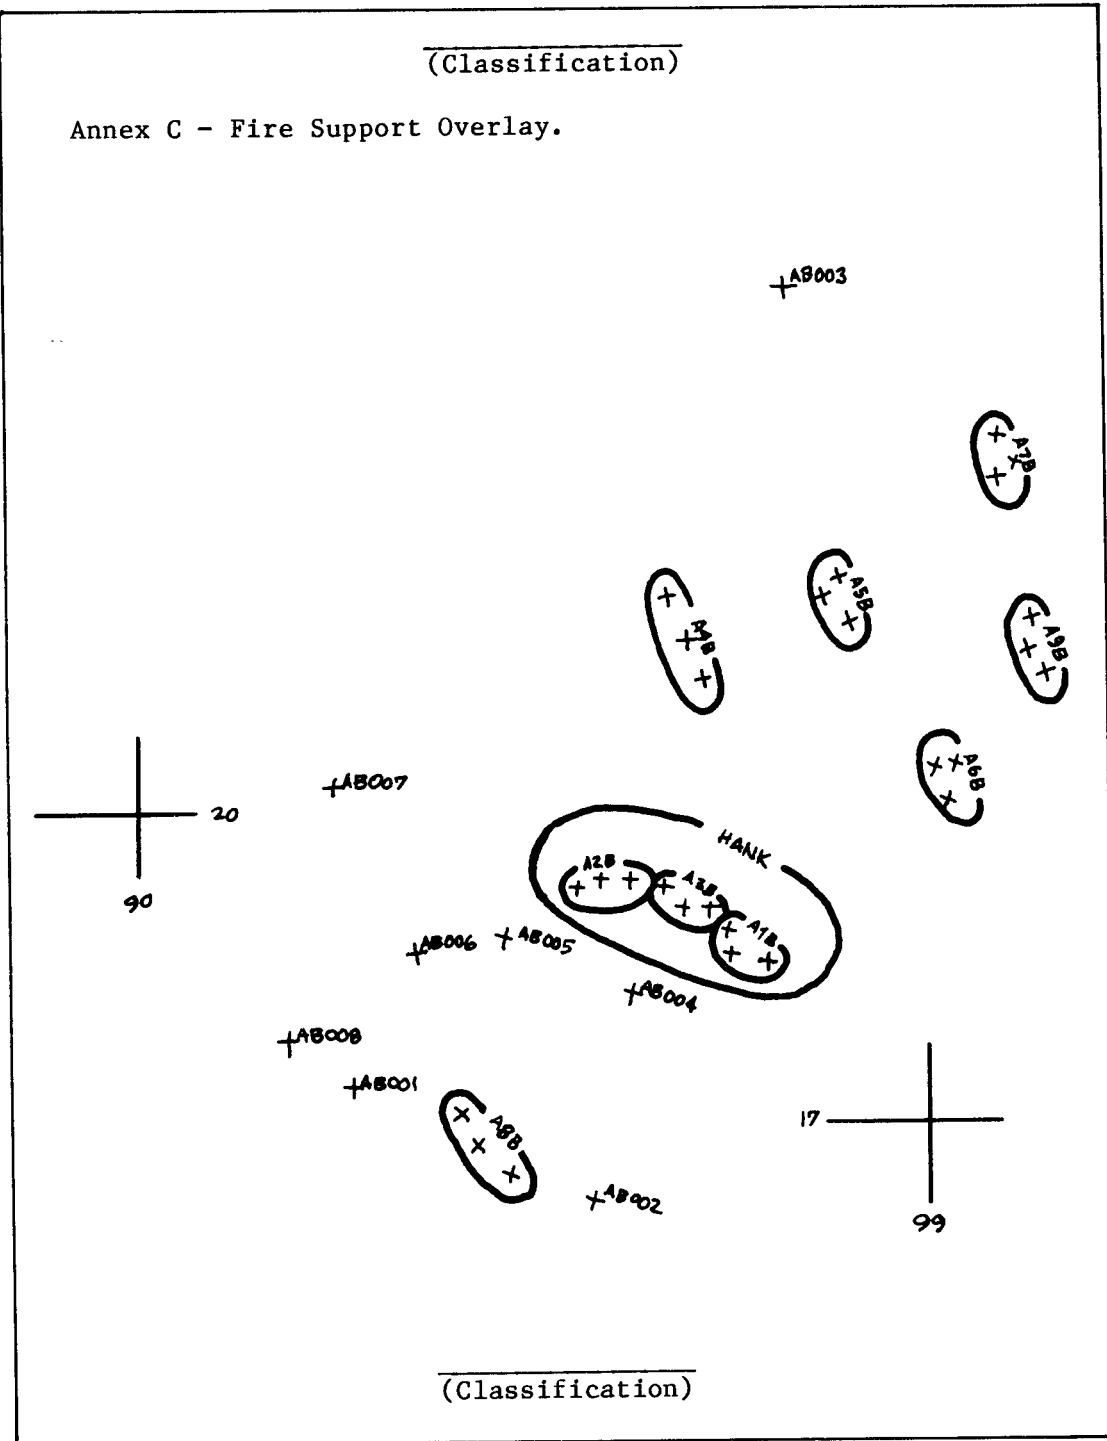 (Classification)
Annex C - Fire Support Overlay.
AB003
A7B
A5B
A4B
A9B
A6B
AB007
20
90
HANK
A2B
A3B
A1B
AB006
AB005
AB004
AB008
AB001
A8B
17
AB002
99
(Classification)